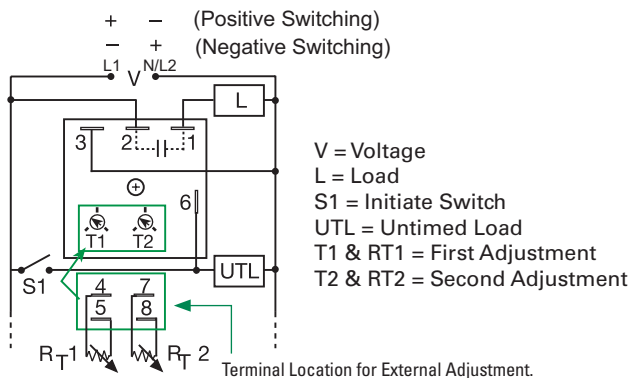 + − (Positive Switching)
− + (Negative Switching)
L1 V N/L2
L
3 2 1
V = Voltage
L = Load
S1 = Initiate Switch
UTL = Untimed Load
T1 & RT1 = First Adjustment
T2 & RT2 = Second Adjustment
6
T1 T2
S1
UTL
4 7
5 8
RT1 RT2
Terminal Location for External Adjustment.